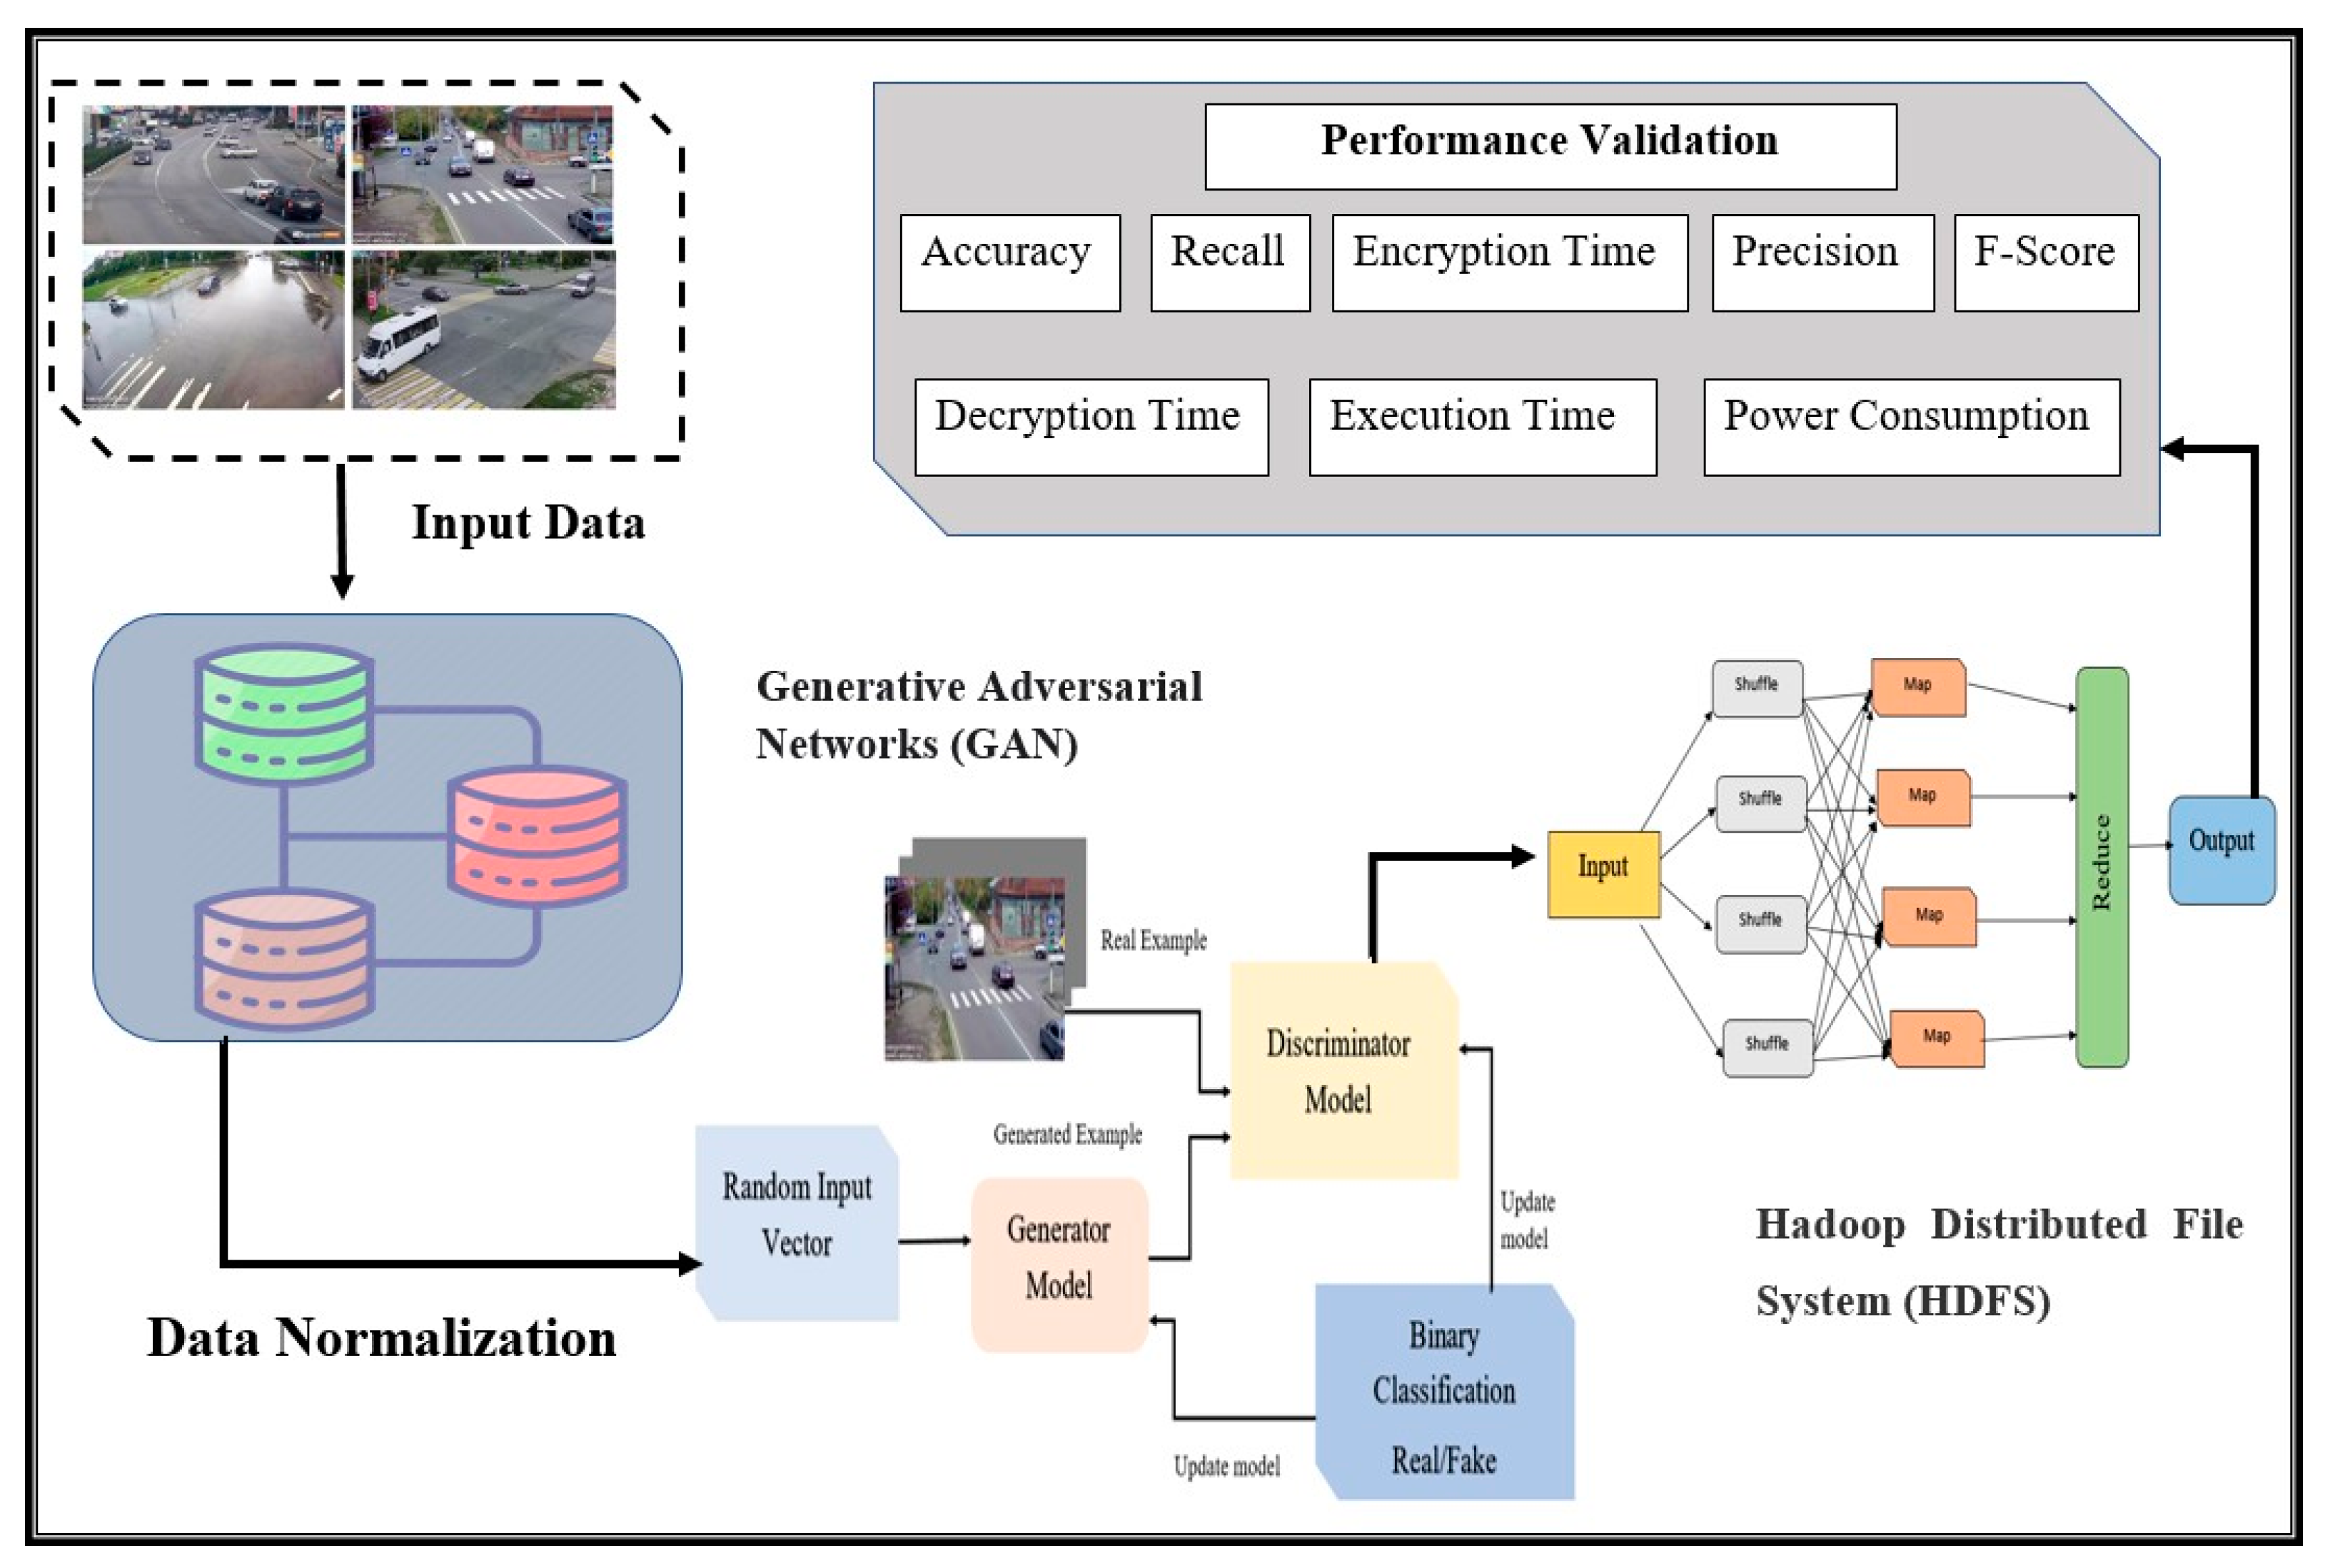 Performance Validation
Accuracy
Recall
Encryption Time
Precision
F-Score
Decryption Time
Execution Time
Power Consumption
Input Data
Generative Adversarial
Networks (GAN)
Real Example
Discriminator
Model
Generated Example
Random Input
Vector
Generator
Model
Update
model
Binary
Classification
Real/Fake
Update model
Data Normalization
Input
Shuffle
Shuffle
Shuffle
Shuffle
Map
Map
Map
Map
Reduce
Output
Hadoop Distributed File
System (HDFS)